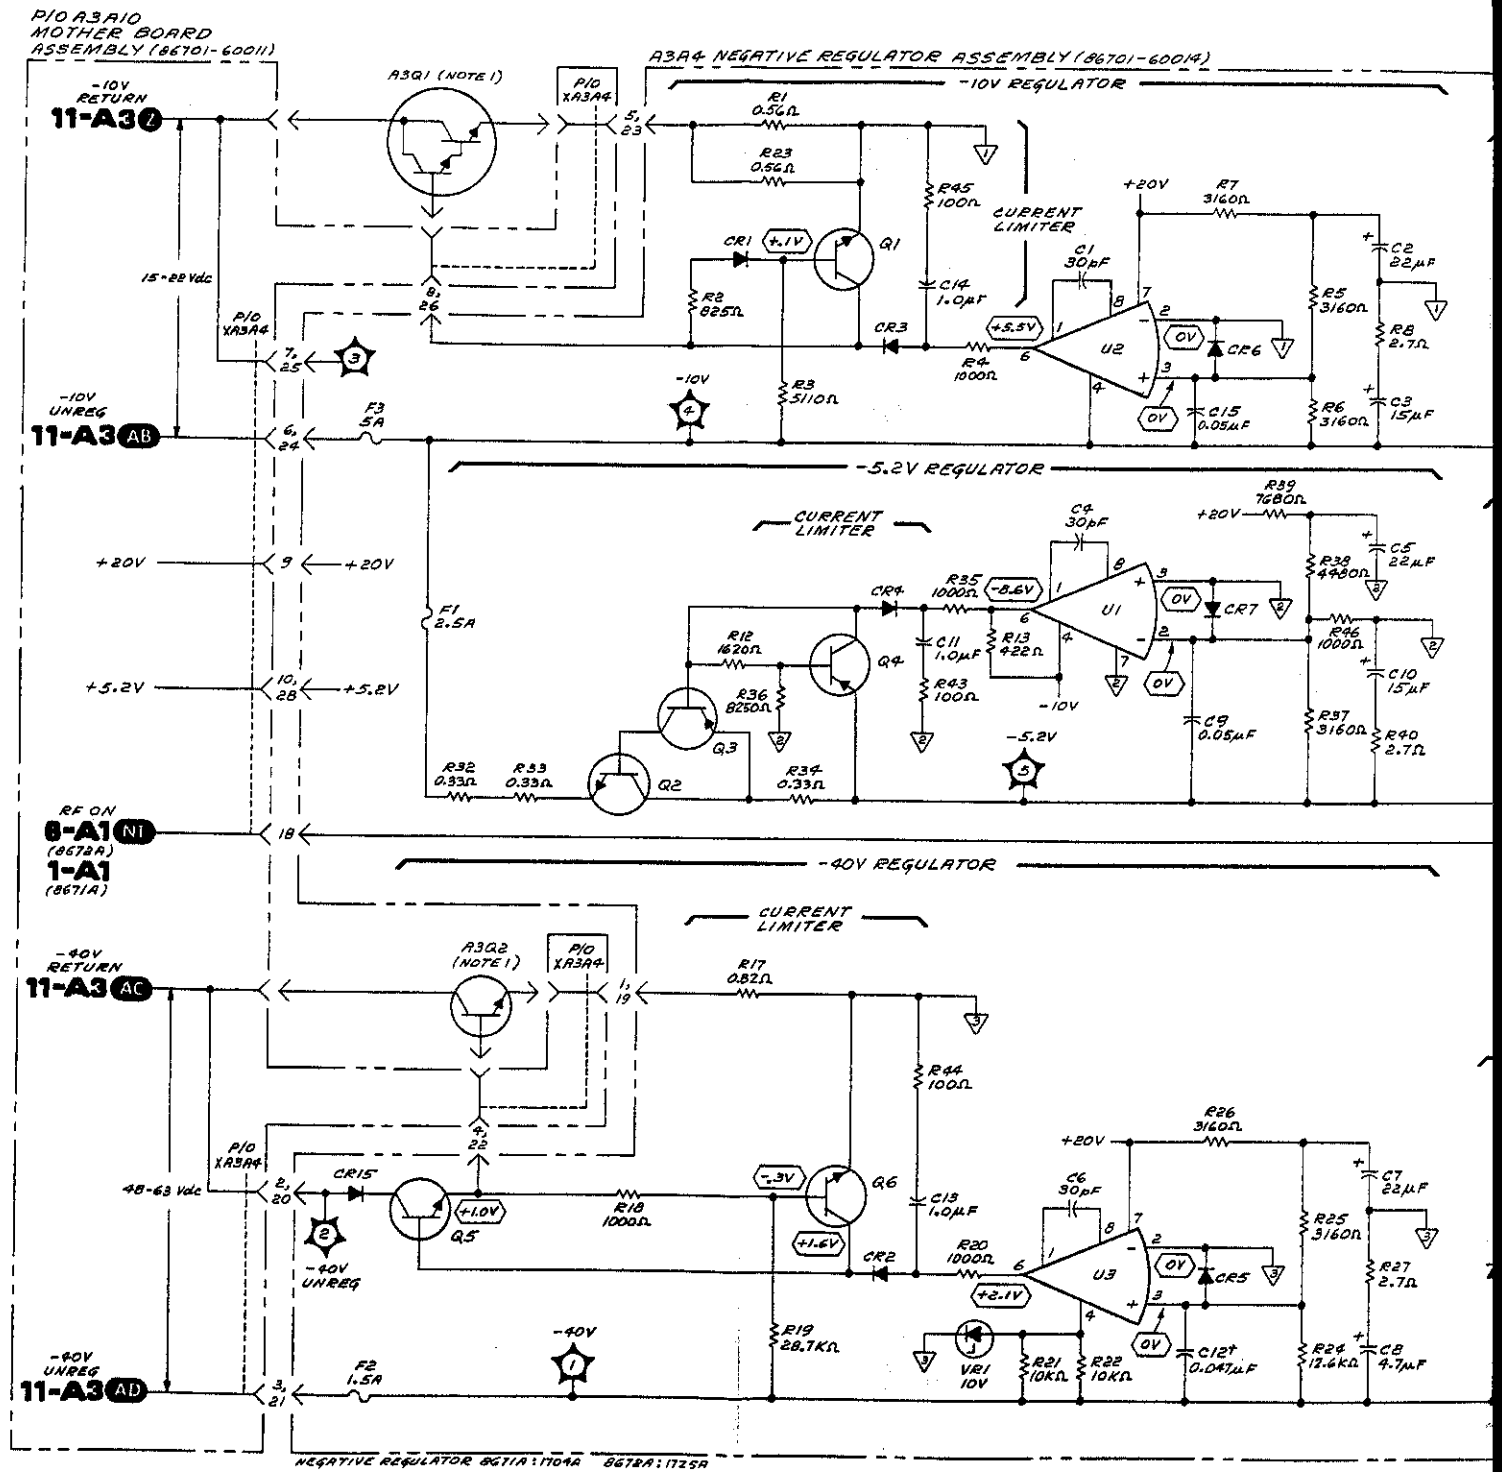 P/O A3A10
MOTHER BOARD
ASSEMBLY (86701-60011)
A3A4 NEGATIVE REGULATOR ASSEMBLY (86701-60014)
-10V REGULATOR
-10V
RETURN
11-A3 Z
A3Q1 (NOTE 1)
P/O
XA3A4
5,
23
R1
0.56Ω
R23
0.56Ω
1
R45
100Ω
CURRENT
LIMITER
+20V
R7
3160Ω
CR1
+.1V
Q1
C1
30pF
C2
22µF
15-22 Vdc
8,
26
R2
825Ω
C14
1.0µF
R5
3160Ω
1
P/O
XA3A4
7,
25
3
CR3
R4
1000Ω
+5.5V
1
8
7
2
6
U2
3
4
0V
CR6
1
R8
2.7Ω
-10V
4
R3
5110Ω
0V
C15
0.05µF
R6
3160Ω
C3
15µF
-10V
UNREG
11-A3 AB
6,
24
F3
5A
-5.2V REGULATOR
CURRENT
LIMITER
R39
7680Ω
+20V
C4
30pF
C5
22µF
2
+20V
9
+20V
R38
4480Ω
F1
2.5A
CR4
R35
1000Ω
-8.6V
1
8
3
6
U1
2
4
7
0V
CR7
2
R46
1000Ω
2
R12
1620Ω
Q4
C11
1.0µF
R13
422Ω
2
0V
C10
15µF
+5.2V
10,
28
+5.2V
R36
8250Ω
2
R43
100Ω
2
-10V
Q3
C9
0.05µF
R37
3160Ω
R40
2.7Ω
-5.2V
5
R32
0.33Ω
R33
0.33Ω
Q2
R34
0.33Ω
RF ON
6-A1 N1
(8672A)
1-A1
(8671A)
18
-40V REGULATOR
CURRENT
LIMITER
-40V
RETURN
11-A3 AC
A3Q2
(NOTE 1)
P/O
XA3A4
1,
19
R17
0.82Ω
3
R44
100Ω
4,
22
R26
3160Ω
+20V
P/O
XA3A4
48-63 Vdc
2,
20
CR15
2
-40V
UNREG
Q5
+1.0V
R18
1000Ω
-.3V
Q6
+1.6V
C13
1.0µF
C6
30pF
C7
22µF
3
R25
3160Ω
CR2
R20
1000Ω
+2.1V
1
8
7
2
6
U3
3
4
0V
CR5
3
R27
2.7Ω
3
VR1
10V
R21
10KΩ
R22
10KΩ
0V
C12†
0.047µF
R24
12.6KΩ
C8
4.7µF
R19
28.7KΩ
-40V
1
-40V
UNREG
11-A3 AD
3,
21
F2
1.5A
NEGATIVE REGULATOR 8671A:1704A 8672A:1725A